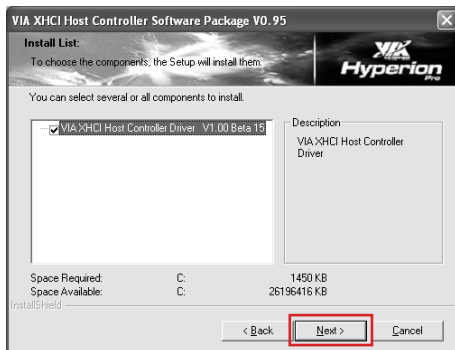 VIA XHCI Host Controller Software Package V0.95
Install List:
To choose the components, the Setup will install them.
VIA
Hyperion
Pro
You can select several or all components to install.
VIA XHCI Host Controller Driver V1.00 Beta 15
Description
VIA XHCI Host Controller
Driver
Space Required: C: 1450 KB
Space Available: C: 26196416 KB
InstallShield
< Back Next > Cancel